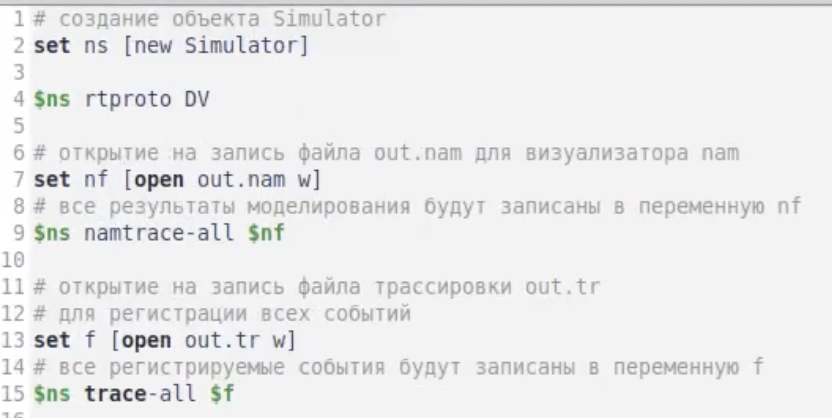 1 # создание объекта Simulator
2 set ns [new Simulator]
3
4 $ns rtproto DV
5
6 # открытие на запись файла out.nam для визуализатора nam
7 set nf [open out.nam w]
8 # все результаты моделирования будут записаны в переменную nf
9 $ns namtrace-all $nf
10
11 # открытие на запись файла трассировки out.tr
12 # для регистрации всех событий
13 set f [open out.tr w]
14 # все регистрируемые события будут записаны в переменную f
15 $ns trace-all $f